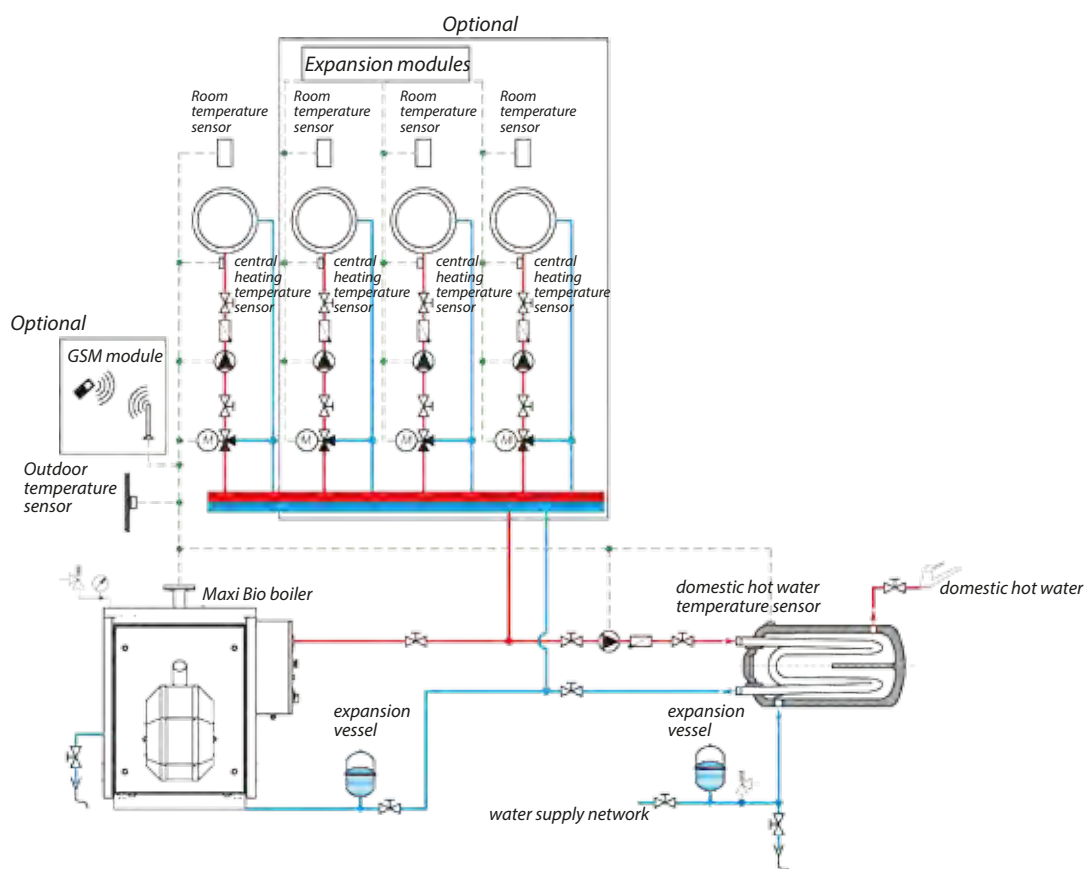 Optional
Expansion modules
Room
temperature
sensor
Room
temperature
sensor
Room
temperature
sensor
Room
temperature
sensor
central
heating
temperature
sensor
central
heating
temperature
sensor
central
heating
temperature
sensor
central
heating
temperature
sensor
Optional
GSM module
M
M
M
M
Outdoor
temperature
sensor
Maxi Bio boiler
domestic hot water
temperature sensor
domestic hot water
expansion
vessel
expansion
vessel
water supply network